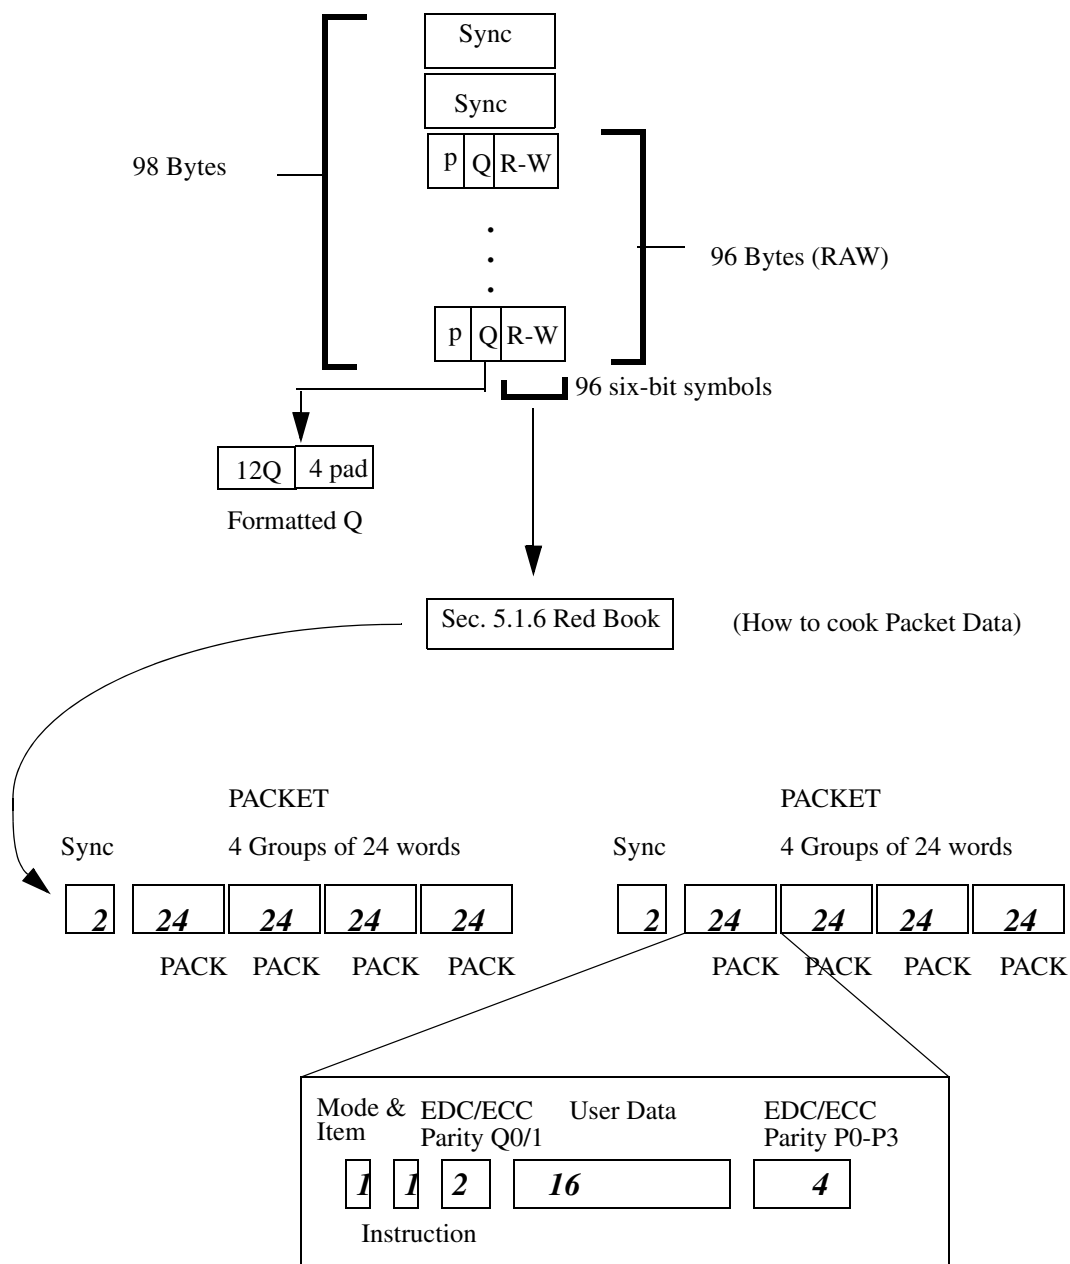 Sync
Sync
p Q R-W
98 Bytes
.
.
.
96 Bytes (RAW)
p Q R-W
96 six-bit symbols
12Q 4 pad
Formatted Q
Sec. 5.1.6 Red Book
(How to cook Packet Data)
PACKET PACKET
Sync 4 Groups of 24 words Sync 4 Groups of 24 words
2 24 24 24 24 2 24 24 24 24
PACK PACK PACK PACK PACK PACK PACK PACK
Mode & EDC/ECC User Data EDC/ECC
Item Parity Q0/1 Parity P0-P3
1 1 2 16 4
Instruction